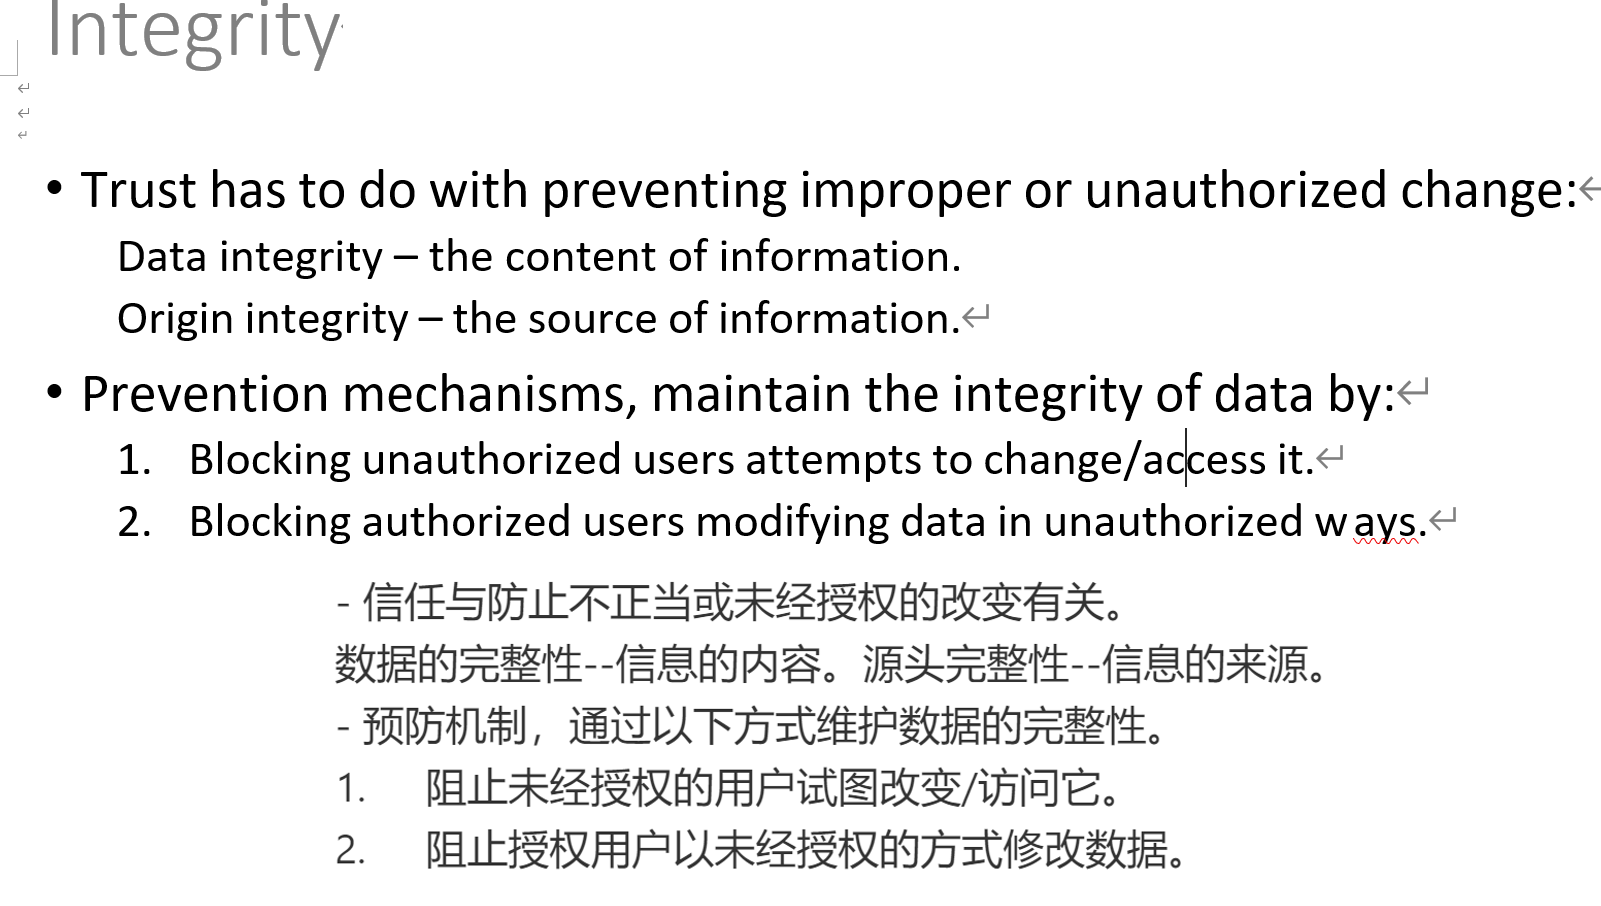 Integrity
• Trust has to do with preventing improper or unauthorized change:
Data integrity – the content of information.
Origin integrity – the source of information.
• Prevention mechanisms, maintain the integrity of data by:
1. Blocking unauthorized users attempts to change/access it.
2. Blocking authorized users modifying data in unauthorized ways.
- 信任与防止不正当或未经授权的改变有关。
数据的完整性--信息的内容。源头完整性--信息的来源。
- 预防机制，通过以下方式维护数据的完整性。
1. 阻止未经授权的用户试图改变/访问它。
2. 阻止授权用户以未经授权的方式修改数据。